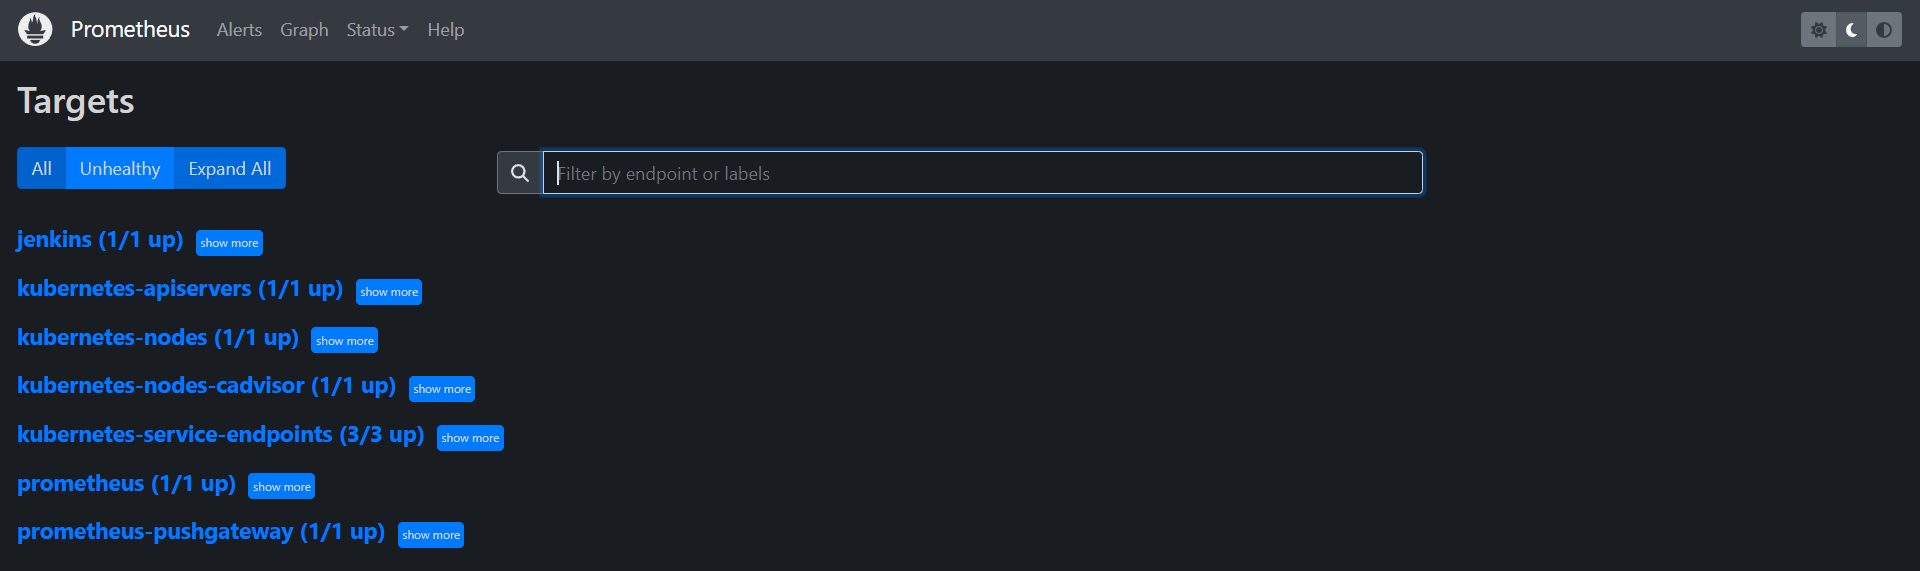 Prometheus Alerts Graph Status Help
Targets
All Unhealthy Expand All
Filter by endpoint or labels
jenkins (1/1 up) show more
kubernetes-apiservers (1/1 up) show more
kubernetes-nodes (1/1 up) show more
kubernetes-nodes-cadvisor (1/1 up) show more
kubernetes-service-endpoints (3/3 up) show more
prometheus (1/1 up) show more
prometheus-pushgateway (1/1 up) show more